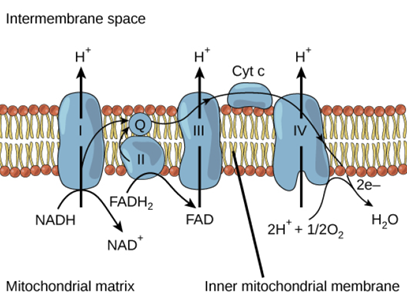 Intermembrane space
H⁺
H⁺
H⁺
Cyt c
Q
I
II
III
IV
FADH₂
2e–
NADH
FAD
2H⁺ + 1/2O₂
H₂O
NAD⁺
Mitochondrial matrix
Inner mitochondrial membrane